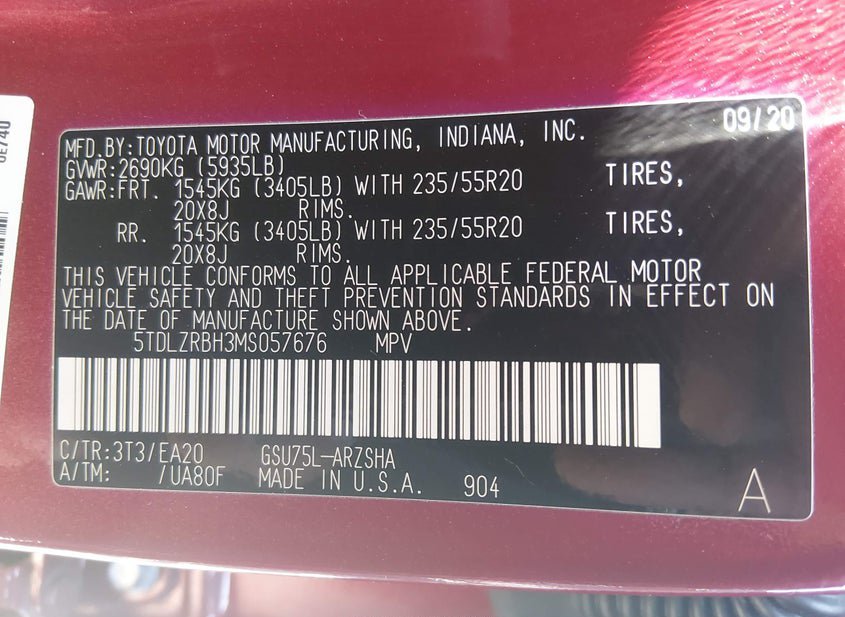 0E740
MFD.BY:TOYOTA MOTOR MANUFACTURING, INDIANA, INC. 09/20
GVWR:2690KG (5935LB)
GAWR:FRT. 1545KG (3405LB) WITH 235/55R20 TIRES,
20X8J RIMS.
RR. 1545KG (3405LB) WITH 235/55R20 TIRES,
20X8J RIMS.
THIS VEHICLE CONFORMS TO ALL APPLICABLE FEDERAL MOTOR
VEHICLE SAFETY AND THEFT PREVENTION STANDARDS IN EFFECT ON
THE DATE OF MANUFACTURE SHOWN ABOVE.
5TDLZRBH3MS057676 MPV
C/TR:3T3/EA20 GSU75L-ARZSHA
A/TM: /UA80F MADE IN U.S.A. 904
A